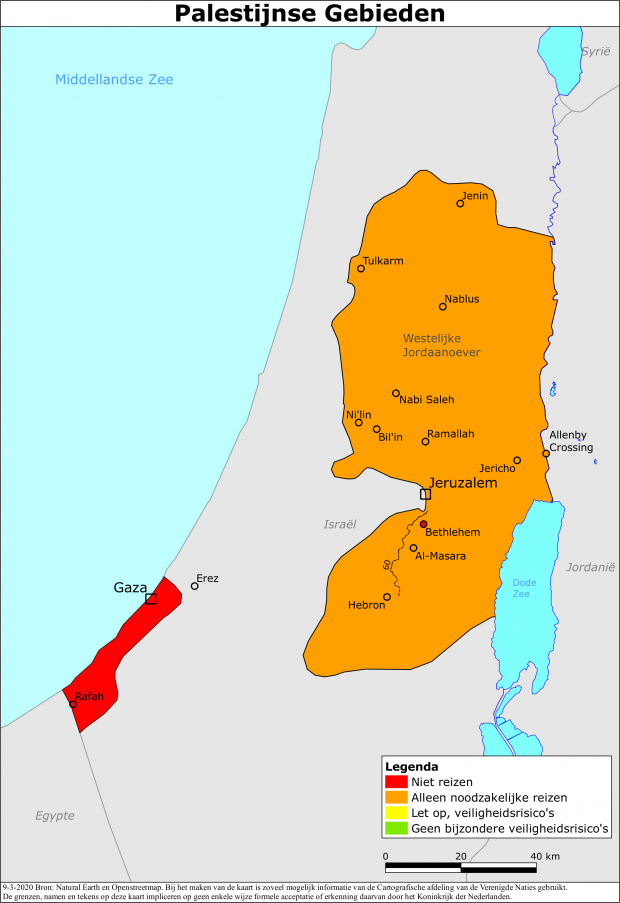 Palestijnse Gebieden
Syrië
Middellandse Zee
Jenin
Tulkarm
Nablus
Westelijke
Jordaanoever
Nabi Saleh
Ni'lin
Bil'in
Ramallah
Allenby
Crossing
Jericho
Jeruzalem
Israël
Bethlehem
Al-Masara
60
Jordanië
Erez
Gaza
Dode
Zee
Hebron
Rafah
Egypte
Legenda
Niet reizen
Alleen noodzakelijke reizen
Let op, veiligheidsrisico's
Geen bijzondere veiligheidsrisico's
0 20 40 km
9-3-2020 Bron: Natural Earth en Openstreetmap. Bij het maken van de kaart is zoveel mogelijk informatie van de Cartografische afdeling van de Verenigde Naties gebruikt.
De grenzen, namen en tekens op deze kaart impliceren op geen enkele wijze formele acceptatie of erkenning daarvan door het Koninkrijk der Nederlanden.